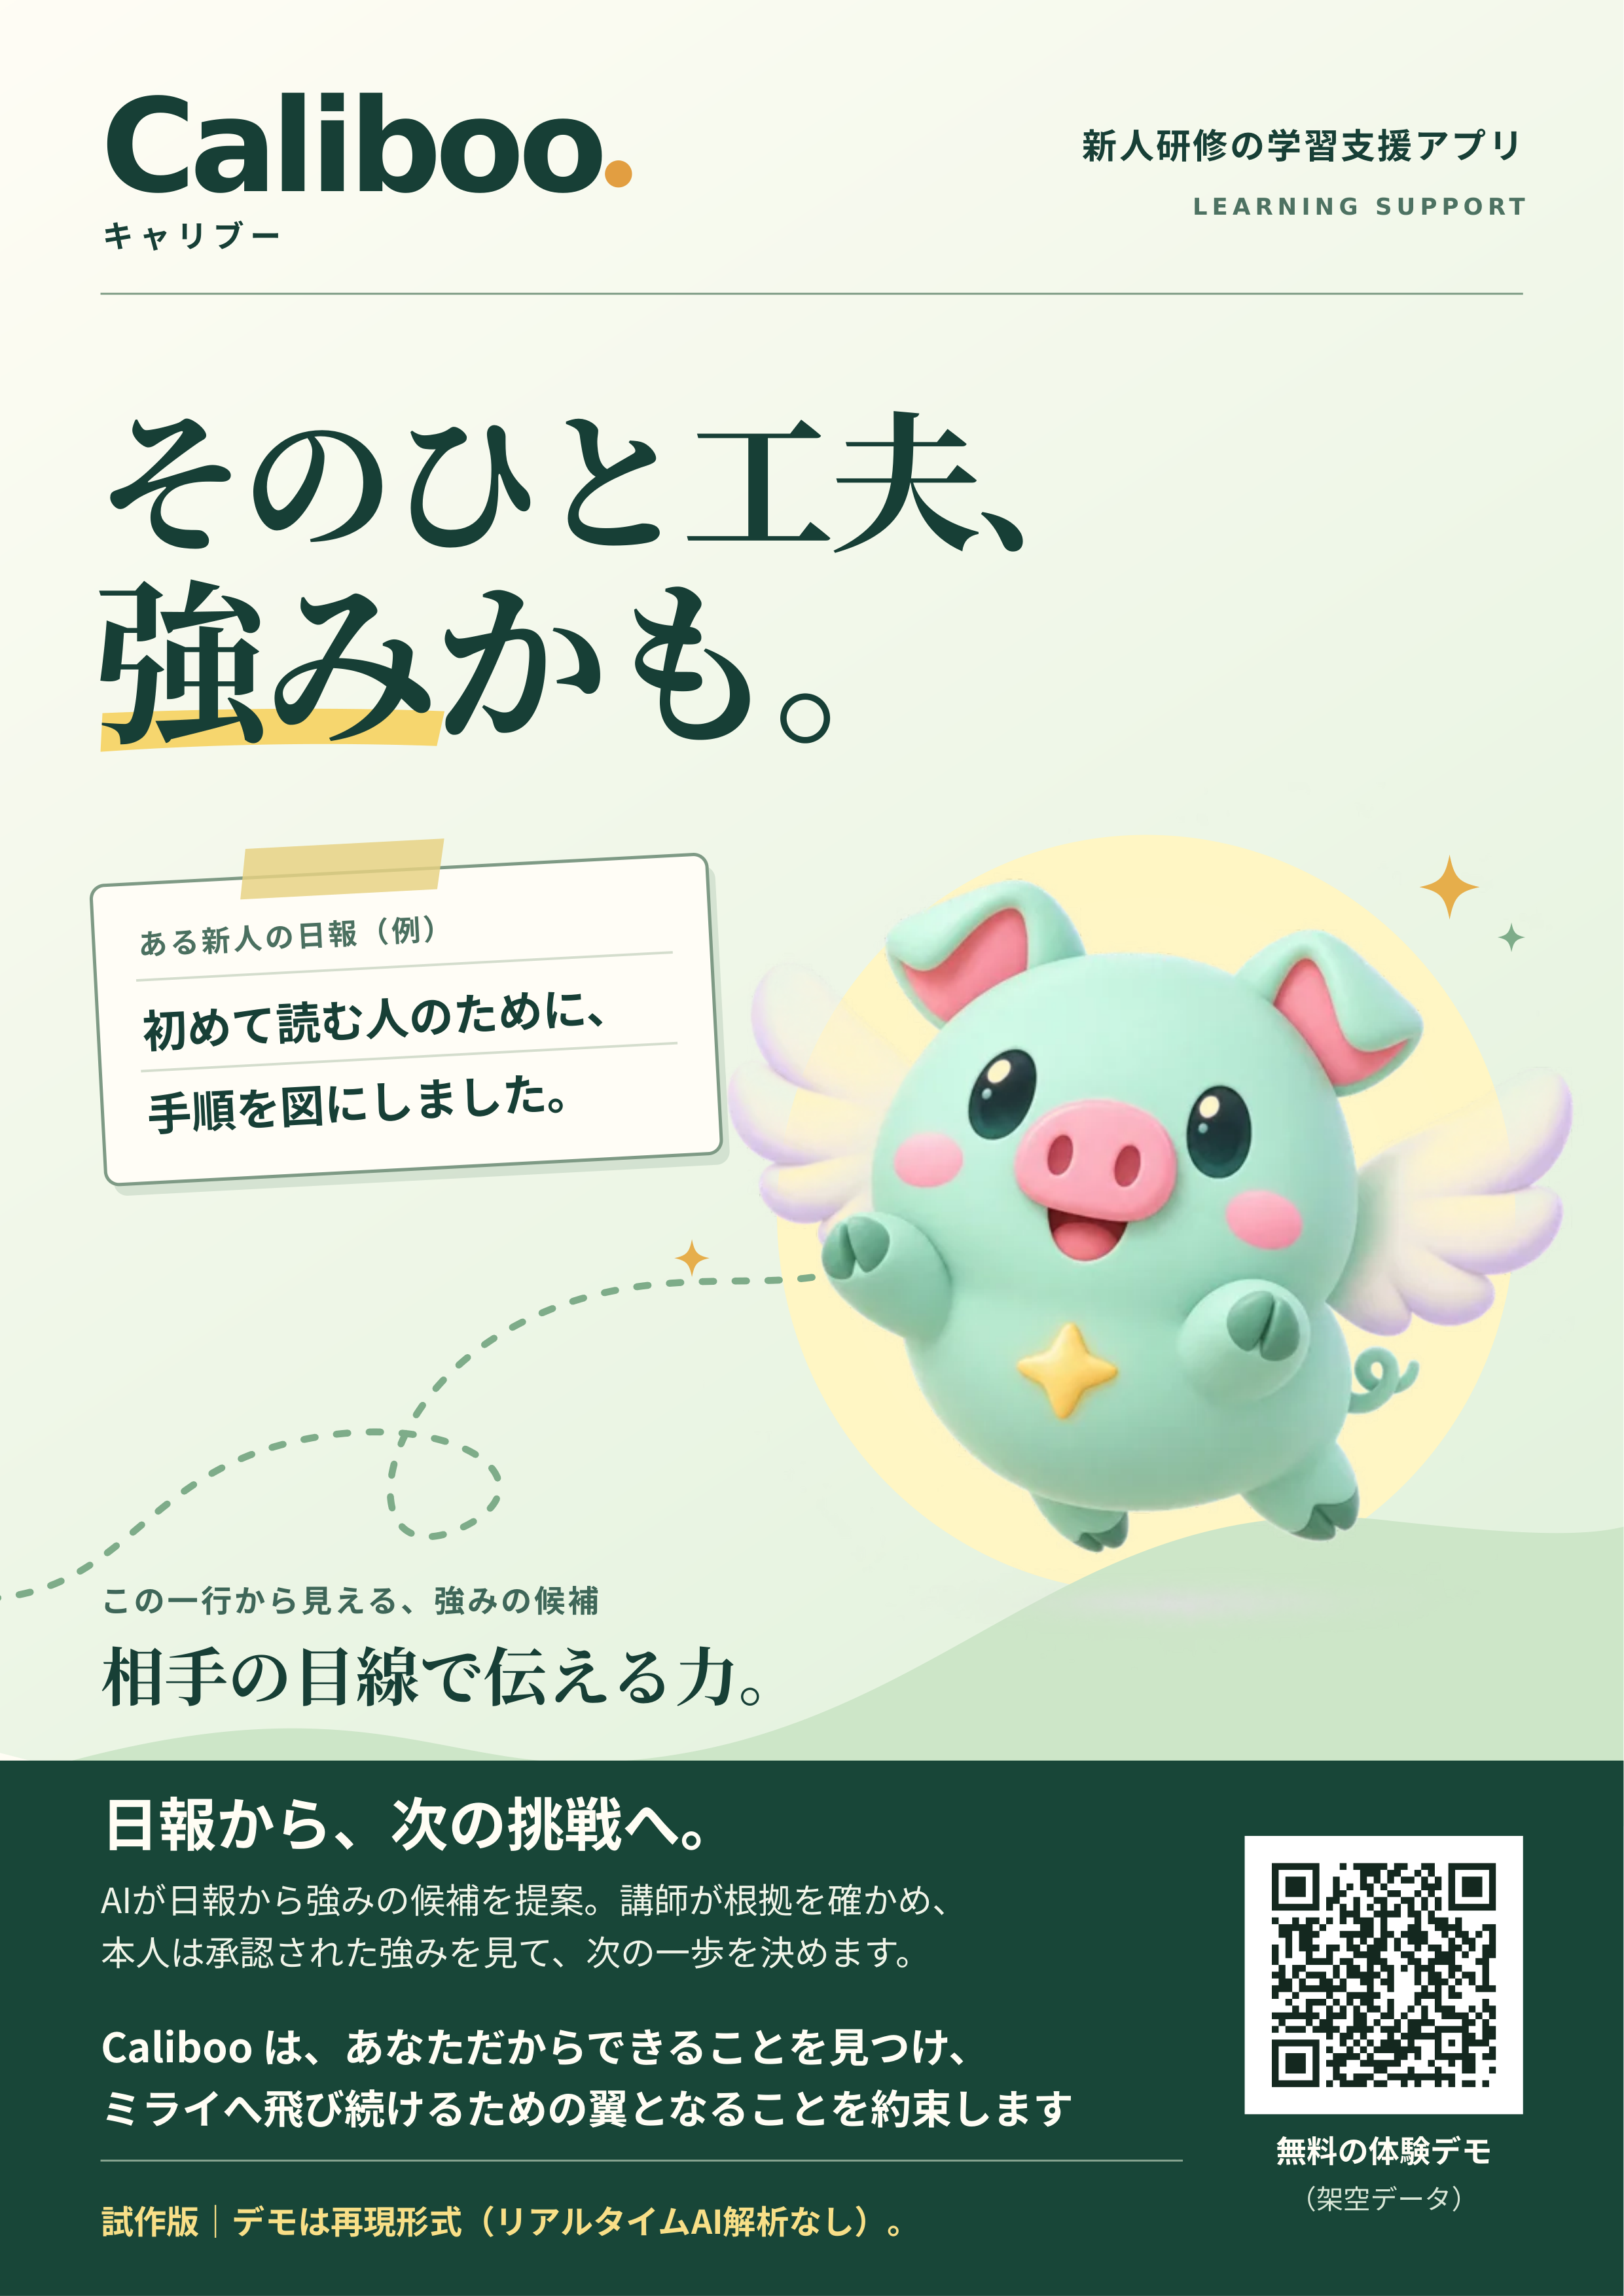 Caliboo.
キャリブー
新人研修の学習支援アプリ
LEARNING SUPPORT
そのひと工夫、
強みかも。
ある新人の日報（例）
初めて読む人のために、
手順を図にしました。
この一行から見える、強みの候補
相手の目線で伝える力。
日報から、次の挑戦へ。
AIが日報から強みの候補を提案。講師が根拠を確かめ、
本人は承認された強みを見て、次の一歩を決めます。
Caliboo は、あなただからできることを見つけ、
ミライへ飛び続けるための翼となることを約束します
試作版｜デモは再現形式（リアルタイムAI解析なし）。
無料の体験デモ
（架空データ）